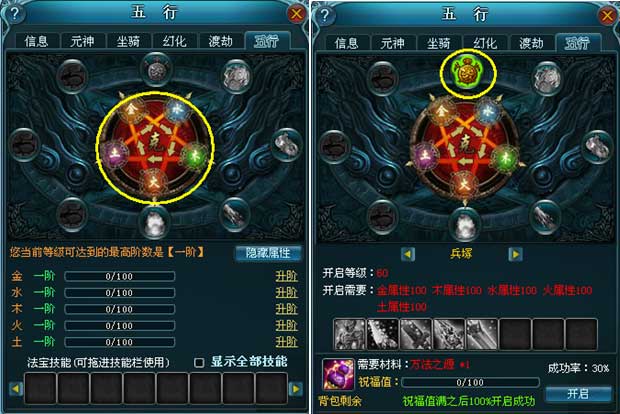 五 行
信息 元神 坐骑 幻化 渡劫 五行
金 水 克 土 木 火
您当前等级可达到的最高阶数是【一阶】 隐藏属性
金 一阶 0/100 升阶
水 一阶 0/100 升阶
木 一阶 0/100 升阶
火 一阶 0/100 升阶
土 一阶 0/100 升阶
法宝技能(可拖进技能栏使用) 显示全部技能
五 行
信息 元神 坐骑 幻化 渡劫 五行
金 水 克 土 木 火
兵塚
开启等级：60
开启需要：金属性100 木属性100 水属性100 火属性100
土属性100
需要材料：万法之源 *1 成功率：30%
祝福值： 0/100
背包剩余 祝福值满之后100%开启成功 开启